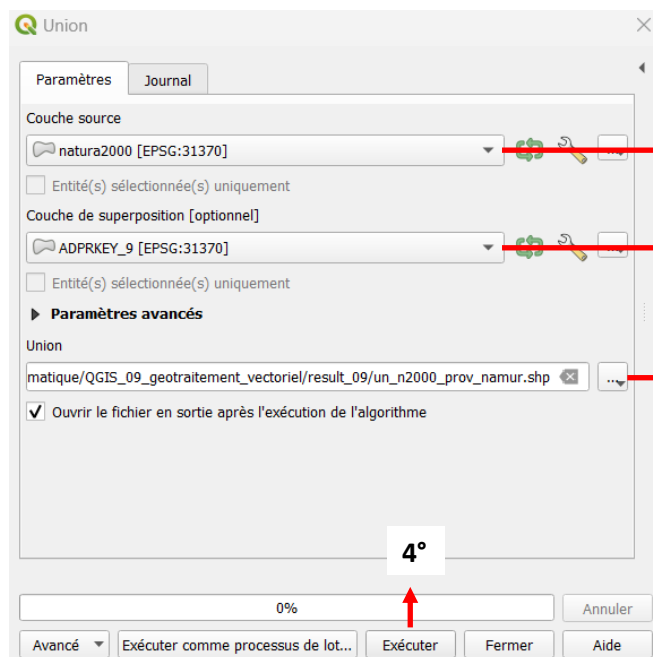 Union
Paramètres Journal
Couche source
natura2000 [EPSG:31370]
Entité(s) sélectionnée(s) uniquement
Couche de superposition [optionnel]
ADPRKEY_9 [EPSG:31370]
Entité(s) sélectionnée(s) uniquement
Paramètres avancés
Union
matique/QGIS_09_geotraitement_vectoriel/result_09/un_n2000_prov_namur.shp ...
Ouvrir le fichier en sortie après l'exécution de l'algorithme
4°
0% Annuler
Avancé Exécuter comme processus de lot... Exécuter Fermer Aide